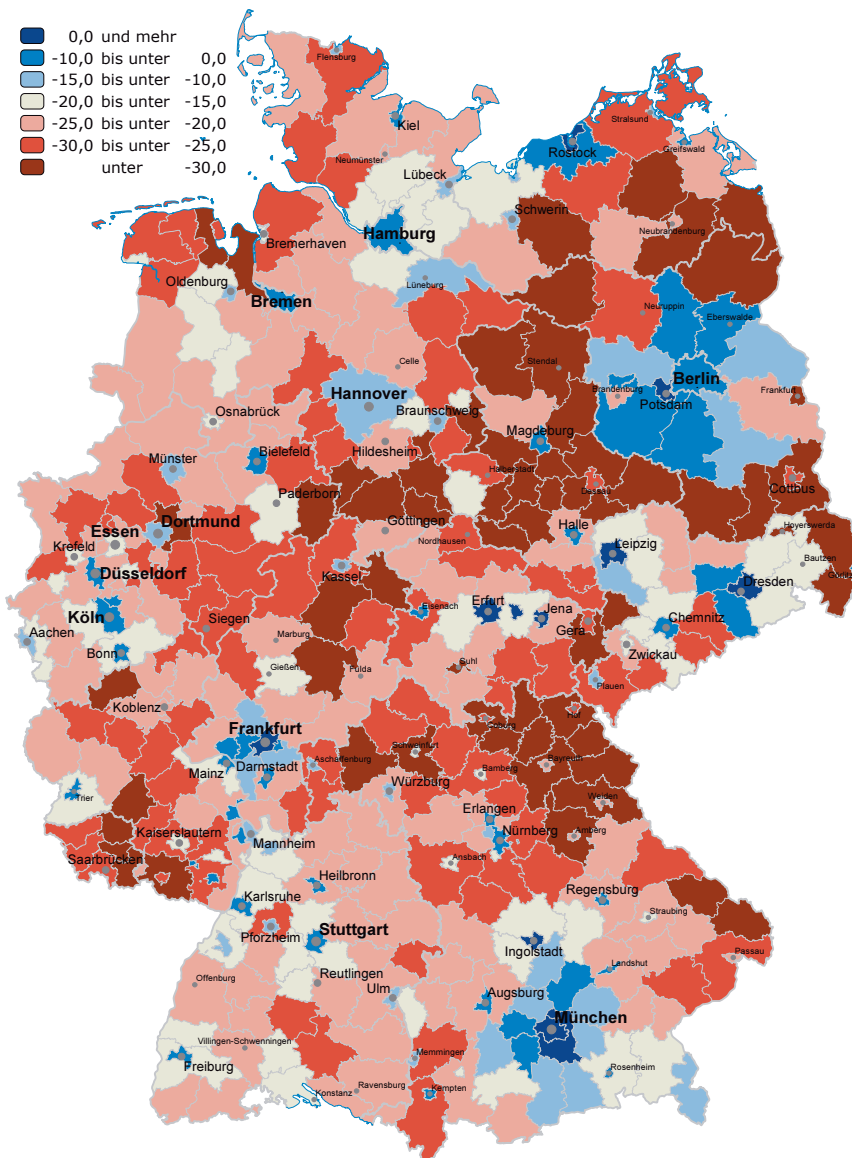 0,0 und mehr
-10,0 bis unter 0,0
-15,0 bis unter -10,0
-20,0 bis unter -15,0
-25,0 bis unter -20,0
-30,0 bis unter -25,0
unter -30,0
Flensburg
Kiel
Stralsund
Rostock
Greifswald
Neumünster
Lübeck
Schwerin
Hamburg
Neubrandenburg
Bremerhaven
Oldenburg
Lüneburg
Bremen
Neuruppin
Eberswalde
Celle
Stendal
Berlin
Hannover
Brandenburg
Frankfurt
Potsdam
Osnabrück
Braunschweig
Magdeburg
Bielefeld
Hildesheim
Münster
Halberstadt
Dessau
Cottbus
Paderborn
Dortmund
Göttingen
Halle
Hoyerswerda
Essen
Nordhausen
Leipzig
Krefeld
Bautzen
Düsseldorf
Kassel
Görlitz
Dresden
Köln
Eisenach
Erfurt
Jena
Siegen
Gera
Chemnitz
Aachen
Marburg
Bonn
Zwickau
Gießen
Fulda
Suhl
Plauen
Koblenz
Hof
Coburg
Frankfurt
Schweinfurt
Mainz
Darmstadt
Aschaffenburg
Bamberg
Bayreuth
Würzburg
Trier
Weiden
Erlangen
Kaiserslautern
Mannheim
Nürnberg
Amberg
Saarbrücken
Ansbach
Heilbronn
Karlsruhe
Regensburg
Straubing
Stuttgart
Pforzheim
Ingolstadt
Passau
Offenburg
Reutlingen
Landshut
Ulm
Augsburg
München
Villingen-Schwenningen
Memmingen
Freiburg
Rosenheim
Ravensburg
Kempten
Konstanz